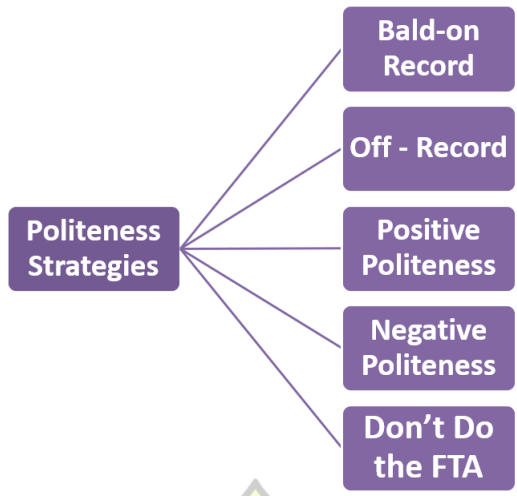 Politeness
Strategies
Bald-on
Record
Off - Record
Positive
Politeness
Negative
Politeness
Don’t Do
the FTA